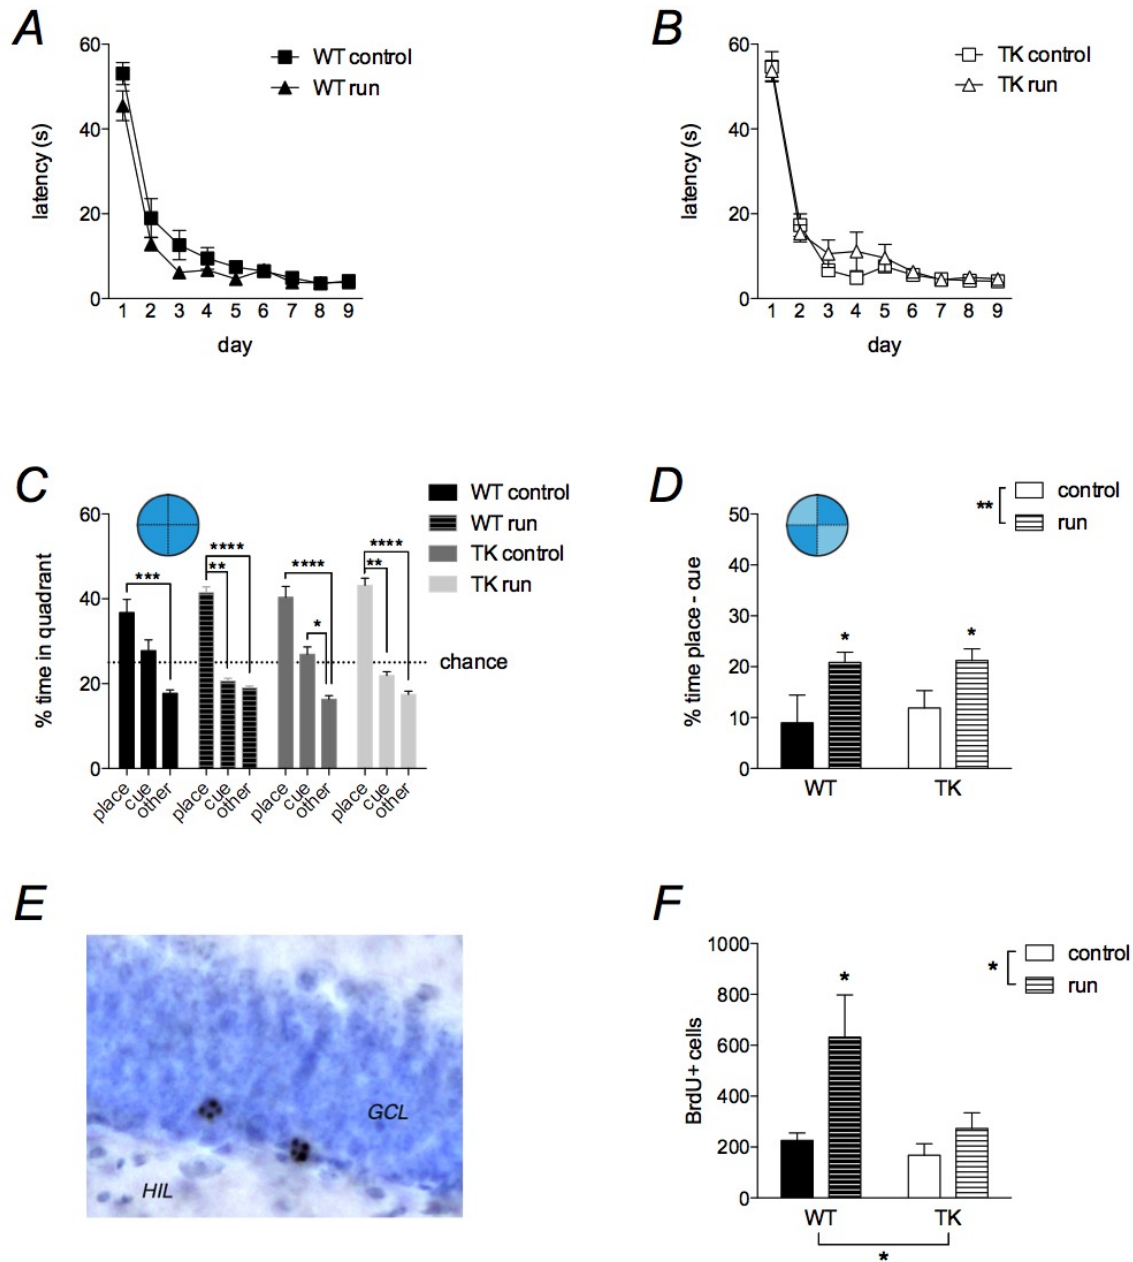 A
60
40
20
0
latency (s)
1 2 3 4 5 6 7 8 9
day
WT control
WT run
B
60
40
20
0
latency (s)
1 2 3 4 5 6 7 8 9
day
TK control
TK run
C
60
40
20
0
% time in quadrant
WT control
WT run
TK control
TK run
***
****
**
****
*
****
**
chance
place cue other place cue other place cue other place cue other
D
50
40
30
20
10
0
% time place - cue
** control
run
* *
WT TK
E
GCL
HIL
F
1000
800
600
400
200
0
BrdU+ cells
* control
run
*
WT TK
*